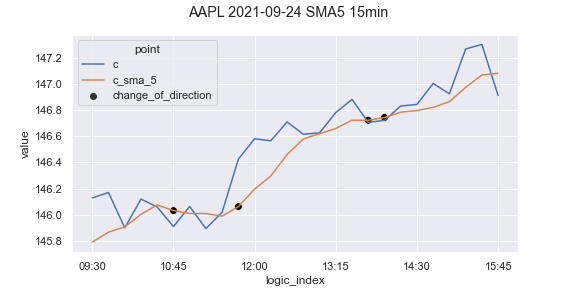 AAPL 2021-09-24 SMA5 15min
point
c
c_sma_5
change_of_direction
value
147.2
147.0
146.8
146.6
146.4
146.2
146.0
145.8
09:30 10:45 12:00 13:15 14:30 15:45
logic_index